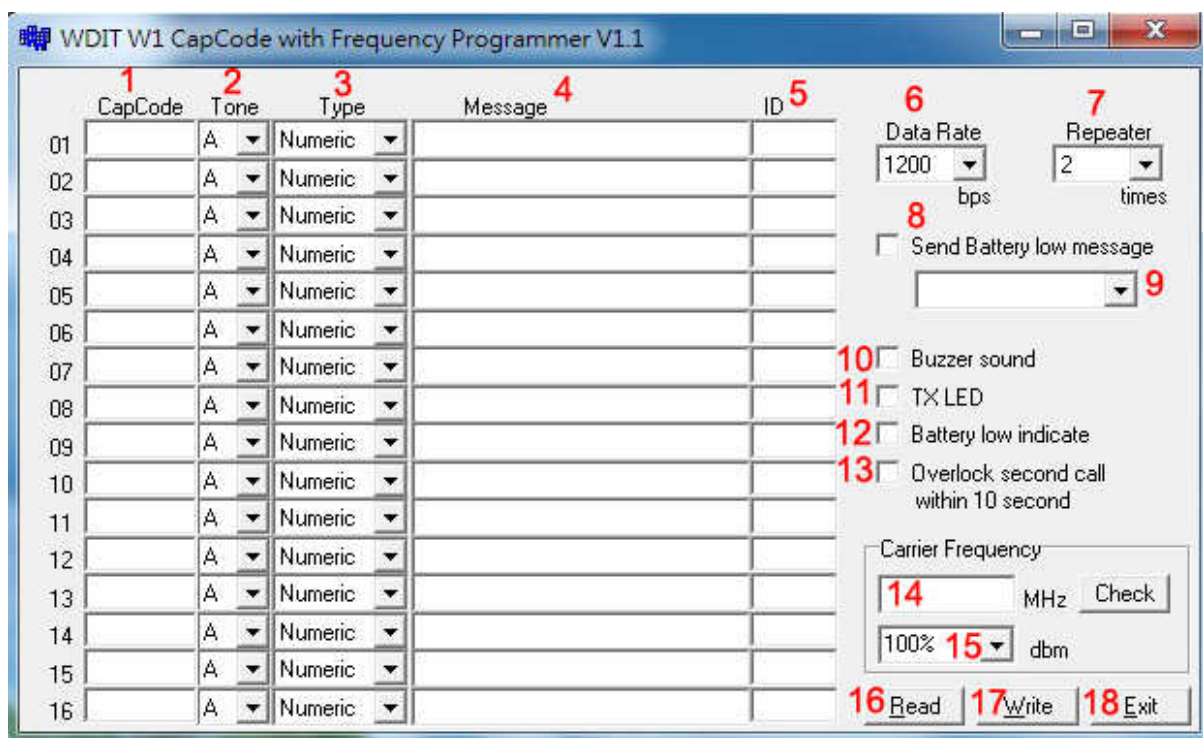 WDIT W1 CapCode with Frequency Programmer V1.1
1 2 3 4 5
CapCode Tone Type Message ID
01 A Numeric
02 A Numeric
03 A Numeric
04 A Numeric
05 A Numeric
06 A Numeric
07 A Numeric
08 A Numeric
09 A Numeric
10 A Numeric
11 A Numeric
12 A Numeric
13 A Numeric
14 A Numeric
15 A Numeric
16 A Numeric
6 7
Data Rate Repeater
1200 2
bps times
8
Send Battery low message
9
10 Buzzer sound
11 TX LED
12 Battery low indicate
13 Overlock second call
within 10 second
Carrier Frequency
14 MHz Check
100% 15 dbm
16 Read 17 Write 18 Exit